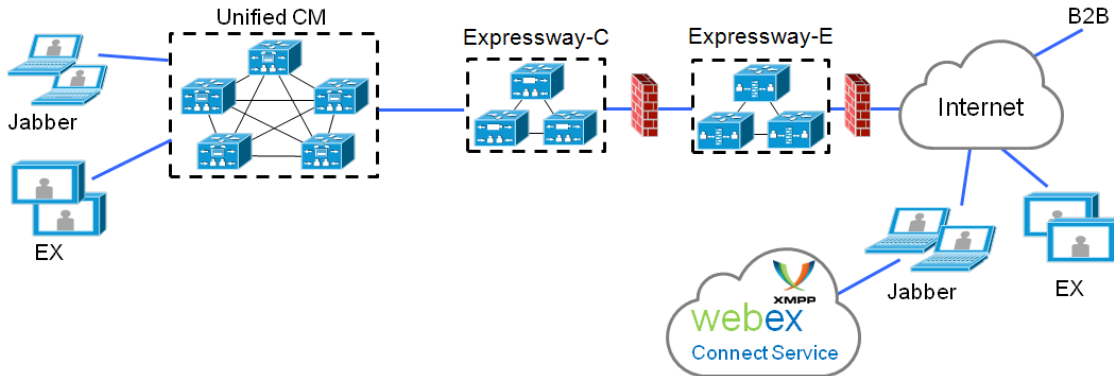 Unified CM
Expressway-C
Expressway-E
B2B
Jabber
Internet
EX
XMPP
webex
Connect Service
Jabber
EX